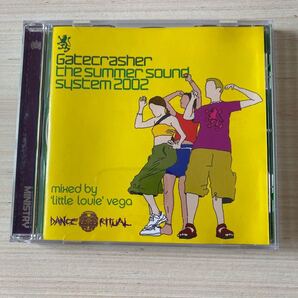 Gatecrasher
the summer sound
system 2002
mixed by
'little louie' vega
DANCE RITUAL
MINISTRY